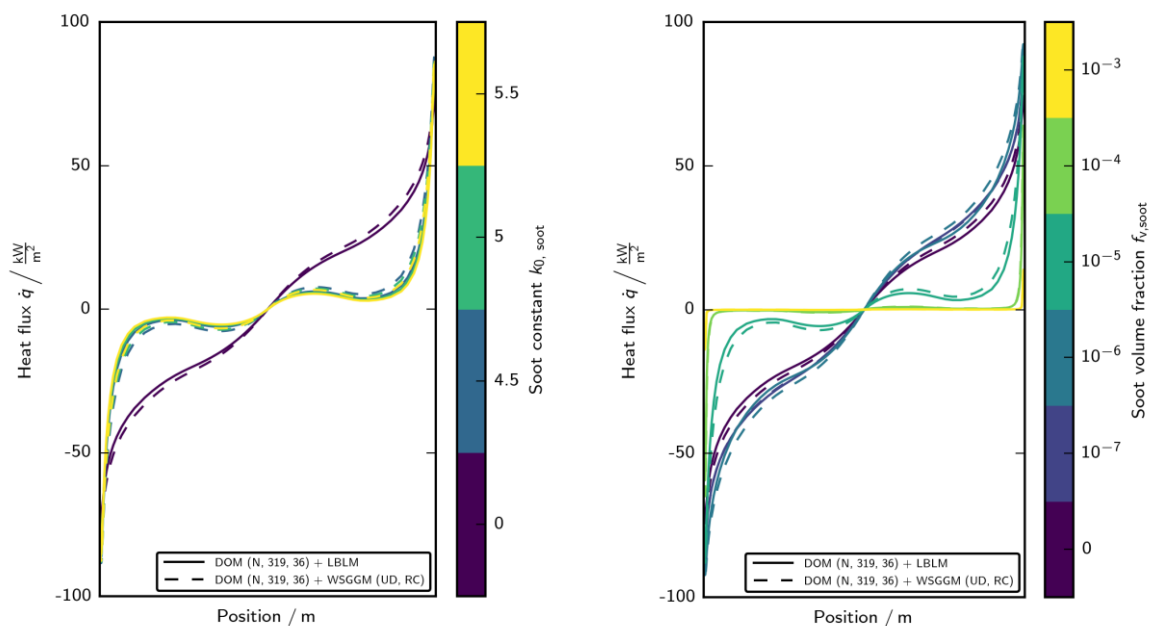 100
50
0
-50
-100
Heat flux q̇ / kW/m²
Position / m
DOM (N, 319, 36) + LBLM
DOM (N, 319, 36) + WSGGM (UD, RC)
5.5
5
4.5
0
Soot constant k₀, soot
100
50
0
-50
-100
Heat flux q̇ / kW/m²
Position / m
DOM (N, 319, 36) + LBLM
DOM (N, 319, 36) + WSGGM (UD, RC)
10⁻³
10⁻⁴
10⁻⁵
10⁻⁶
10⁻⁷
0
Soot volume fraction f_v,soot